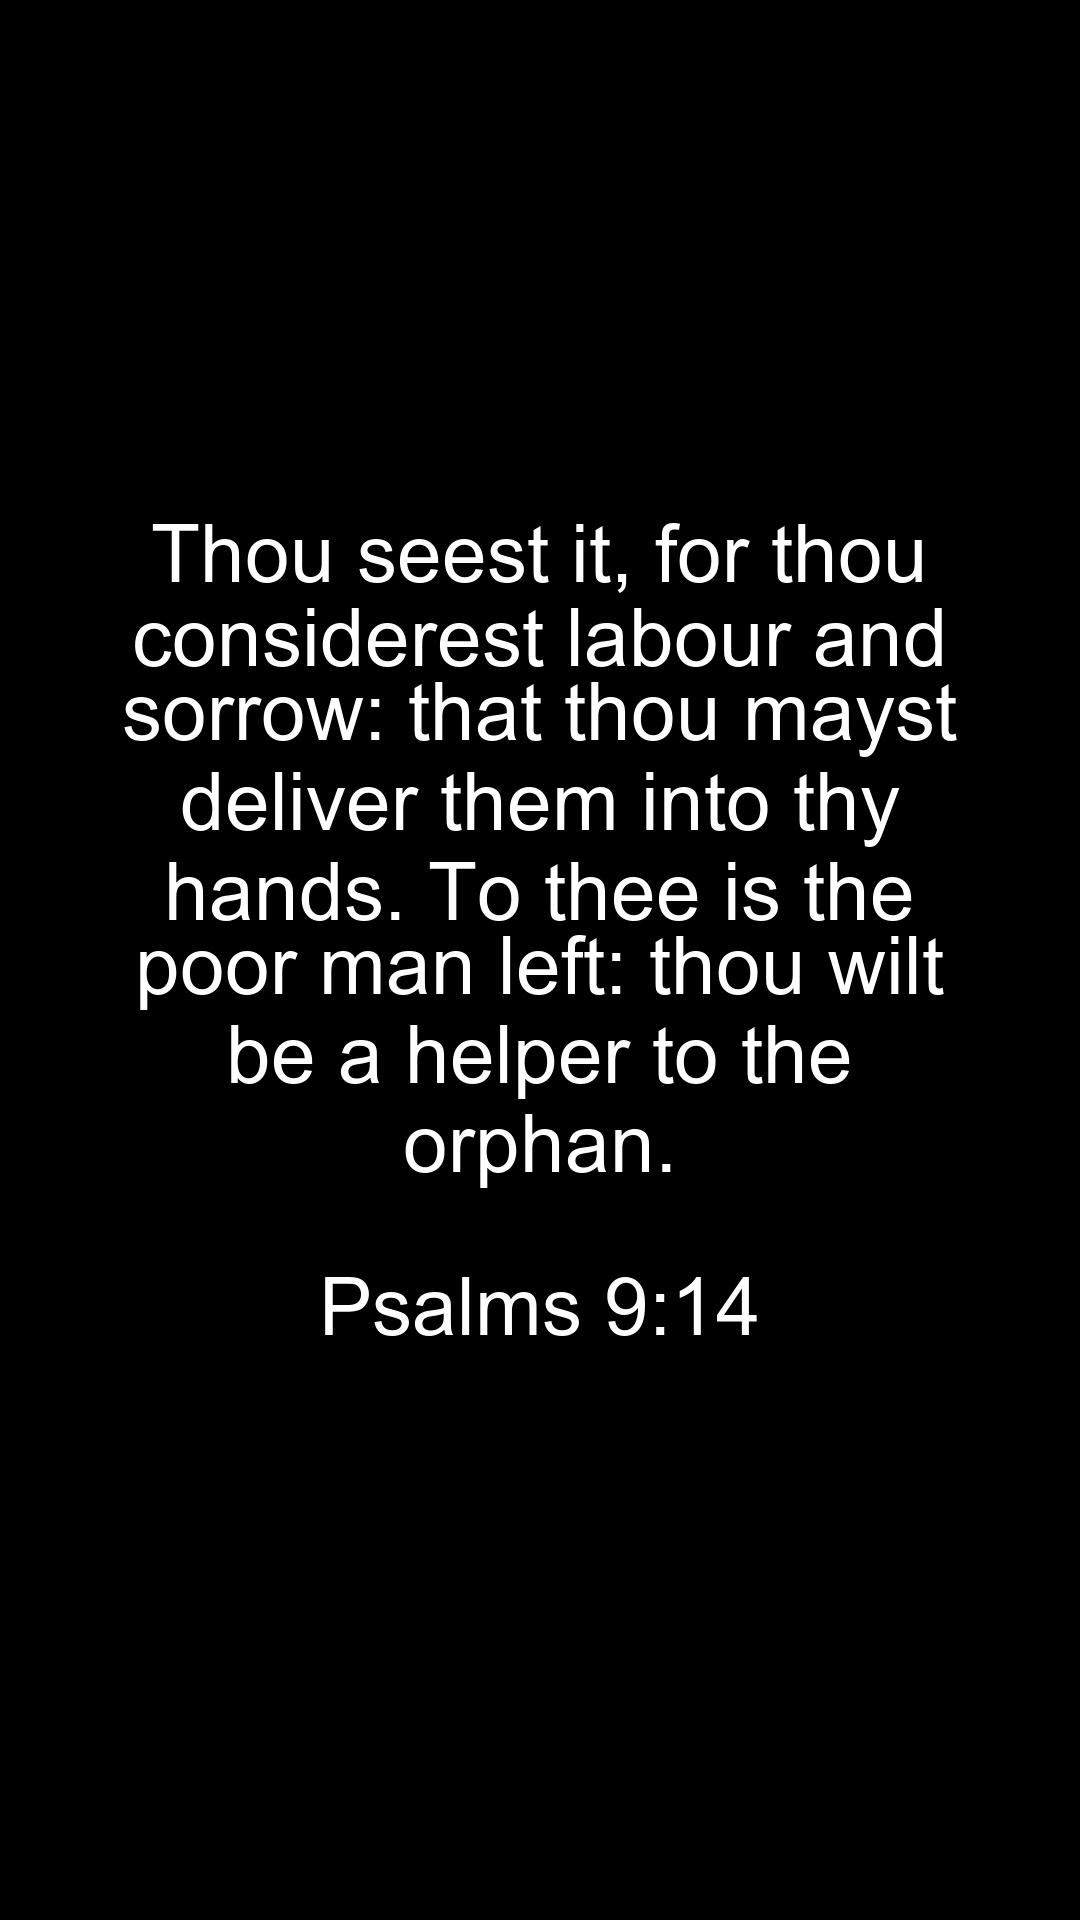 Thou seest it, for thou
considerest labour and
sorrow: that thou mayst
deliver them into thy
hands. To thee is the
poor man left: thou wilt
be a helper to the
orphan.
Psalms 9:14